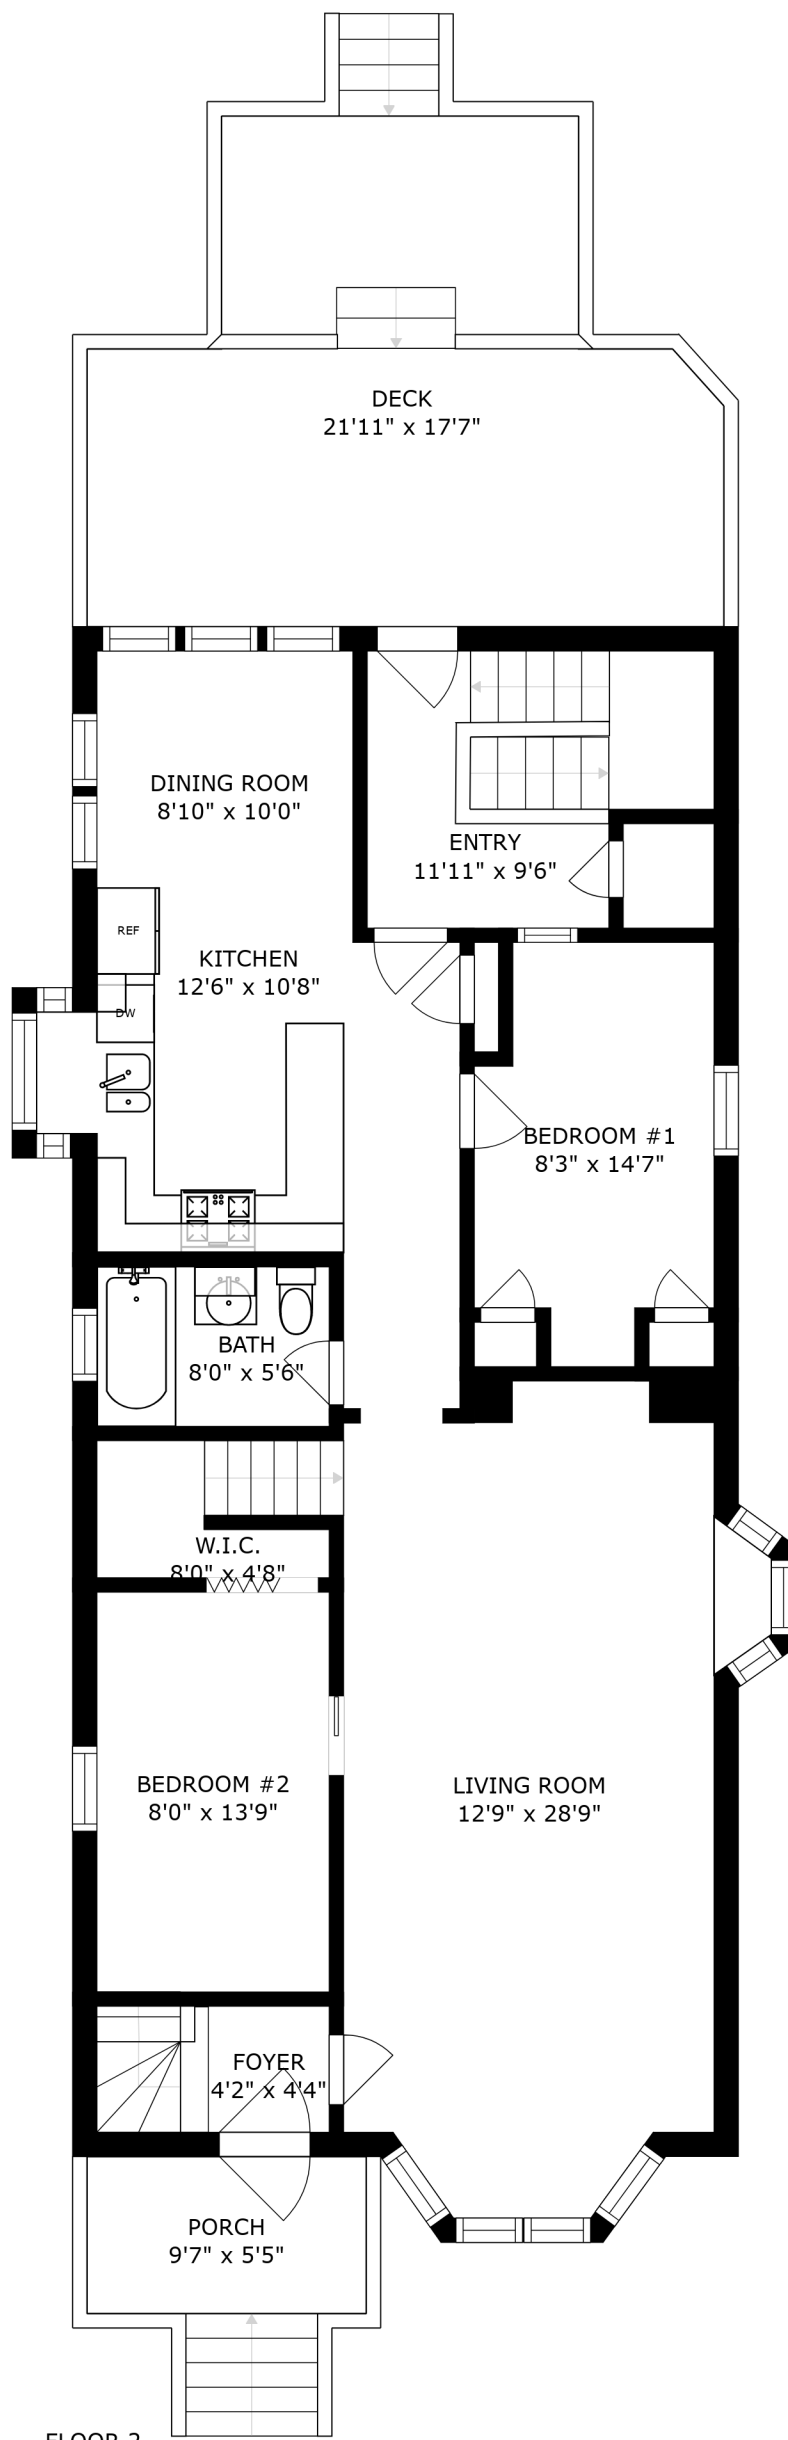 DECK
21'11" x 17'7"
DINING ROOM
8'10" x 10'0"
ENTRY
11'11" x 9'6"
REF
KITCHEN
12'6" x 10'8"
DW
BEDROOM #1
8'3" x 14'7"
BATH
8'0" x 5'6"
W.I.C.
8'0" x 4'8"
BEDROOM #2
8'0" x 13'9"
LIVING ROOM
12'9" x 28'9"
FOYER
4'2" x 4'4"
PORCH
9'7" x 5'5"
FLOOR